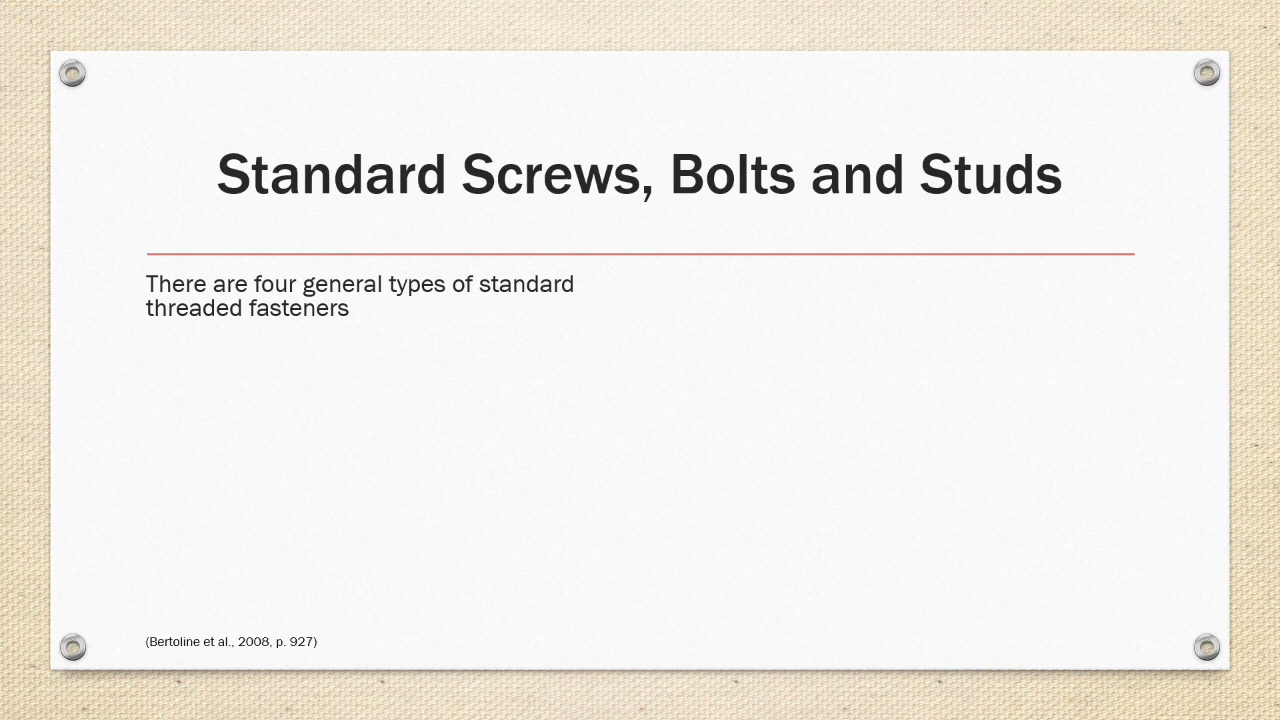 Standard Screws, Bolts and Studs
There are four general types of standard
threaded fasteners
(Bertoline et al., 2008, p. 927)